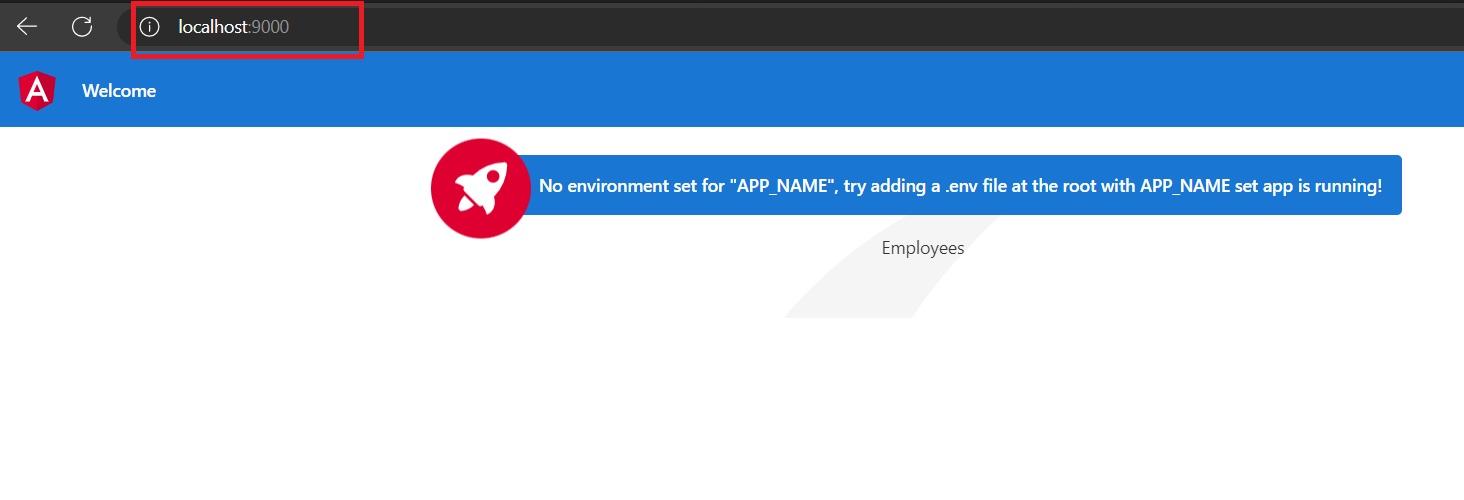 localhost:9000
Welcome
No environment set for "APP_NAME", try adding a .env file at the root with APP_NAME set app is running!
Employees